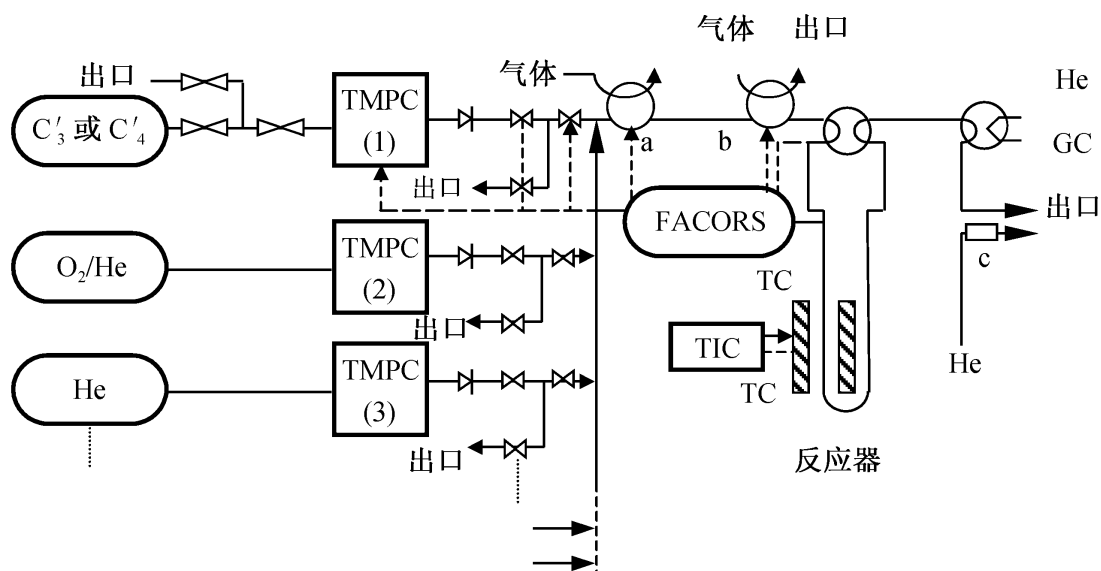 气体 出口
出口
气体
He
C′₃ 或 C′₄
TMPC
(1)
a
b
GC
出口
FACORS
出口
O₂/He
TMPC
(2)
c
TC
出口
TIC
He
He
TMPC
(3)
TC
出口
反应器